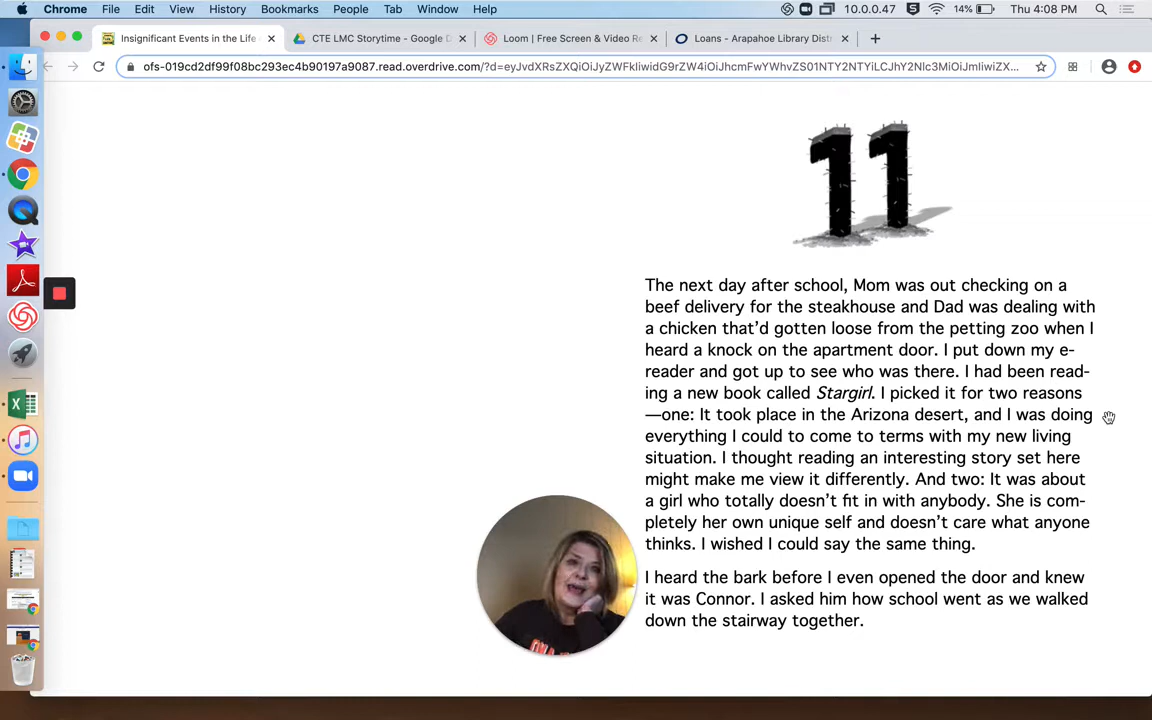 Chrome File Edit View History Bookmarks People Tab Window Help 10.0.0.47 14% Thu 4:08 PM
Insignificant Events in the Life CTE LMC Storytime - Google D Loom | Free Screen & Video Re Loans - Arapahoe Library Distr
ofs-019cd2df99f08bc293ec4b90197a9087.read.overdrive.com/?d=eyJvdXRsZXQiOiJyZWFkIiwidG9rZW4iOiJhcmFwYWhvZS01NTY2NTYiLCJhY2Nlc3MiOiJmIiwiZX...
11
The next day after school, Mom was out checking on a
beef delivery for the steakhouse and Dad was dealing with
a chicken that’d gotten loose from the petting zoo when I
heard a knock on the apartment door. I put down my e-
reader and got up to see who was there. I had been read-
ing a new book called Stargirl. I picked it for two reasons
—one: It took place in the Arizona desert, and I was doing
everything I could to come to terms with my new living
situation. I thought reading an interesting story set here
might make me view it differently. And two: It was about
a girl who totally doesn’t fit in with anybody. She is com-
pletely her own unique self and doesn’t care what anyone
thinks. I wished I could say the same thing.
I heard the bark before I even opened the door and knew
it was Connor. I asked him how school went as we walked
down the stairway together.